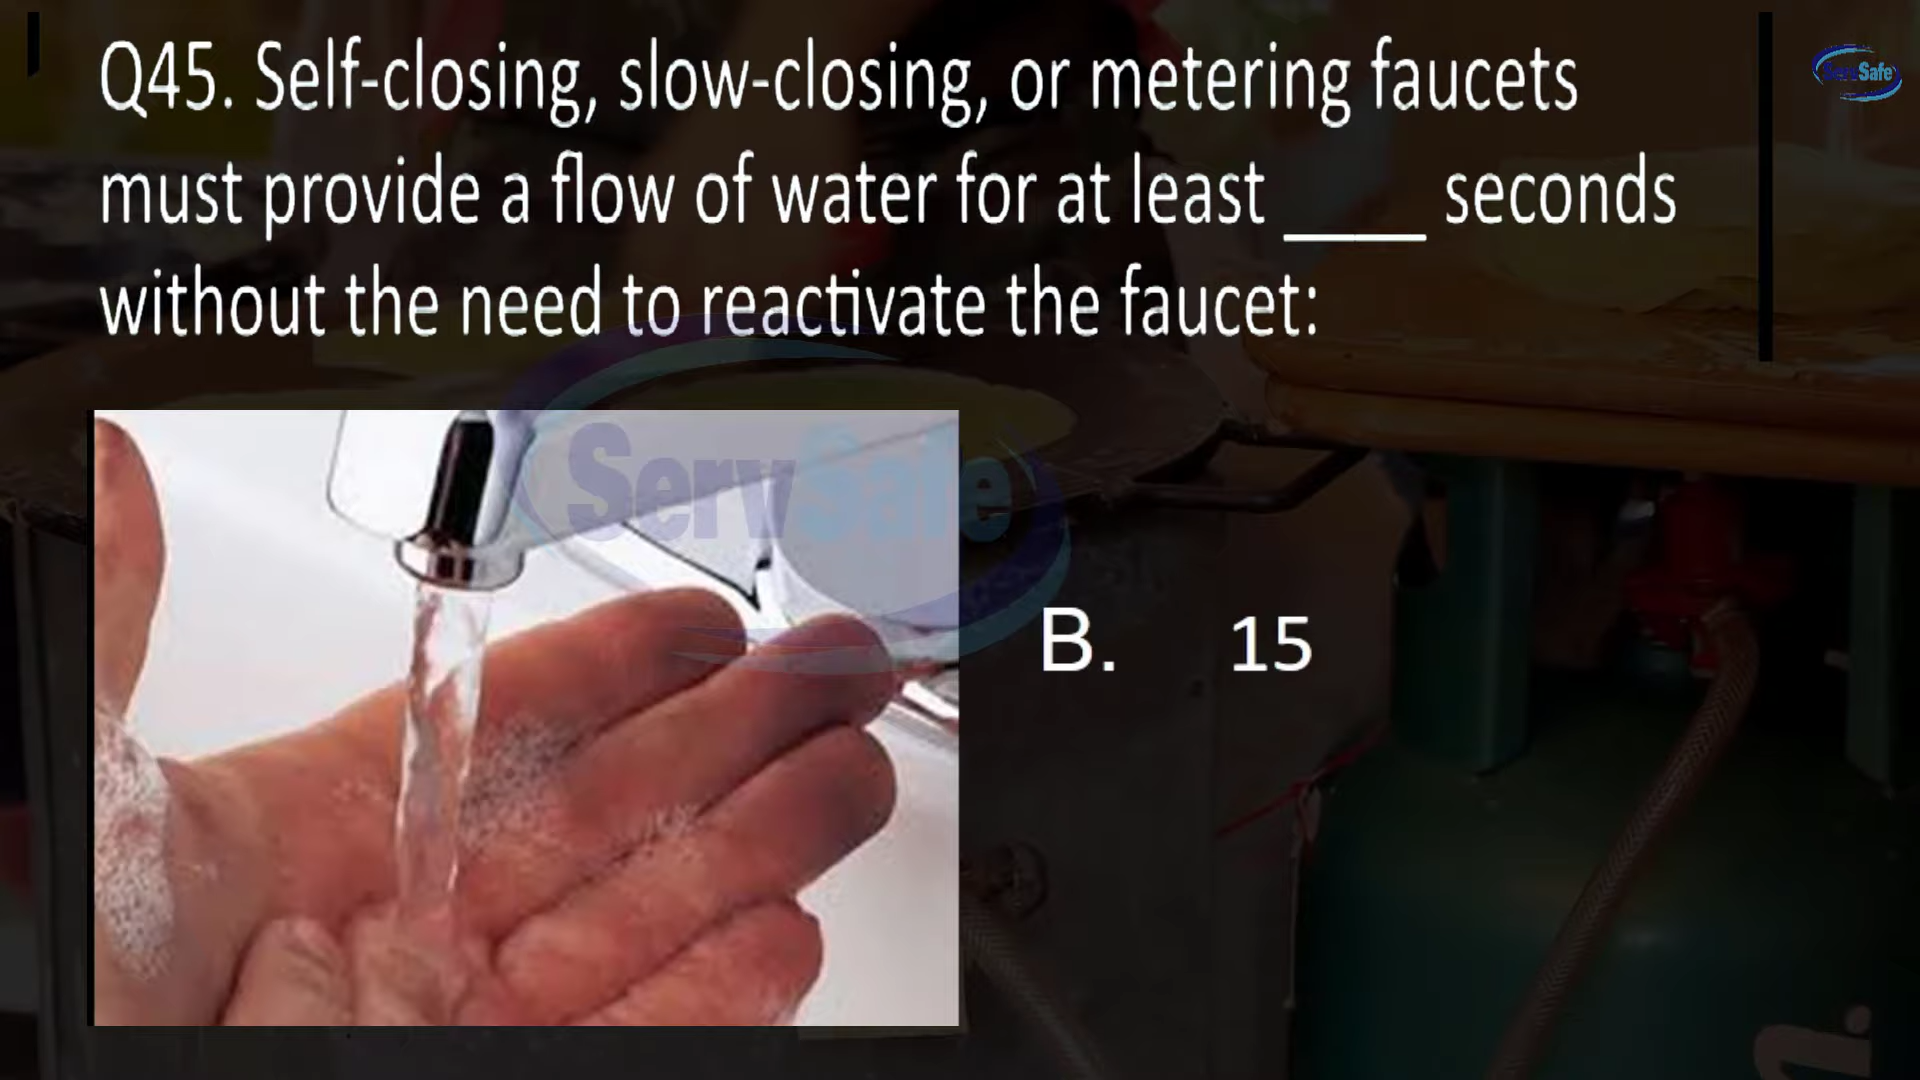 Q45. Self-closing, slow-closing, or metering faucets
must provide a flow of water for at least ____ seconds
without the need to reactivate the faucet:
ServSafe
ServSafe
B. 15